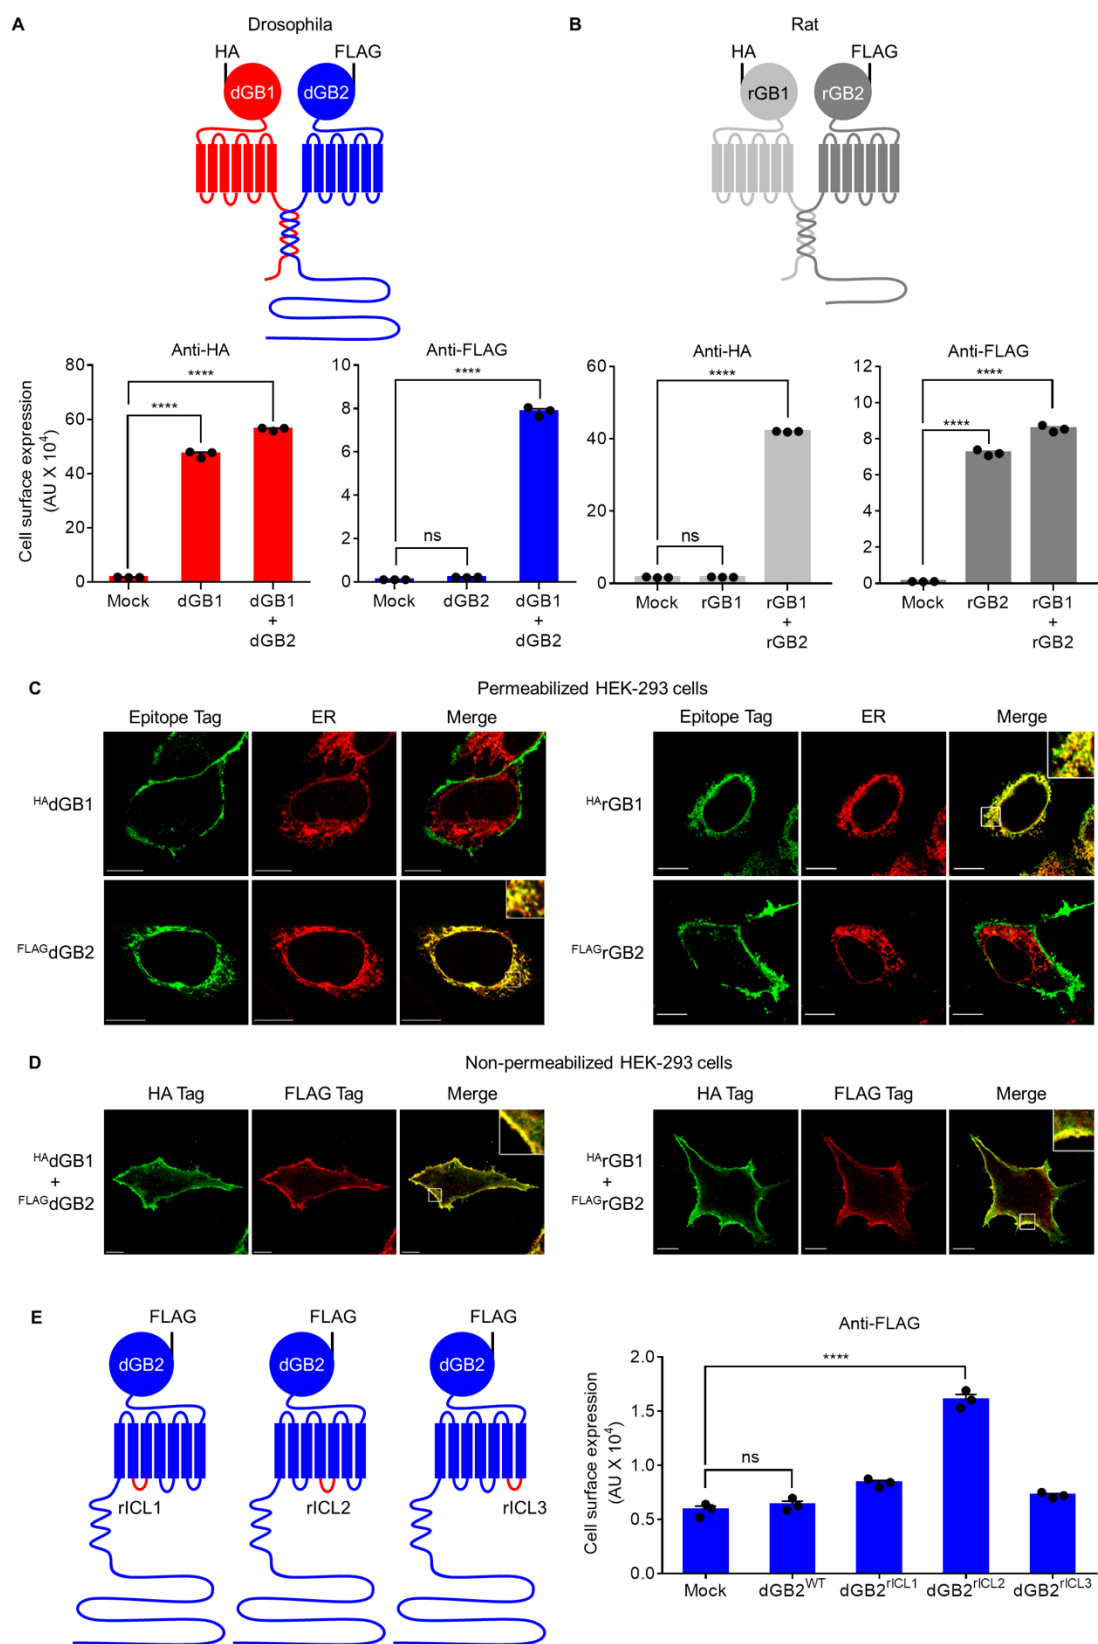 A
Drosophila
HA
FLAG
dGB1
dGB2
B
Rat
HA
FLAG
rGB1
rGB2
Anti-HA
Cell surface expression
(AU X 10⁴)
80
60
40
20
0
****
****
Mock
dGB1
dGB1
+
dGB2
Anti-FLAG
10
8
6
4
2
0
****
ns
Mock
dGB2
dGB1
+
dGB2
Anti-HA
60
40
20
0
****
ns
Mock
rGB1
rGB1
+
rGB2
Anti-FLAG
12
8
6
4
2
0
****
****
Mock
rGB2
rGB1
+
rGB2
C
Permeabilized HEK-293 cells
Epitope Tag
ER
Merge
Epitope Tag
ER
Merge
ᴴᴬdGB1
ᴴᴬrGB1
ᶠᴸᴬᴳdGB2
ᶠᴸᴬᴳrGB2
D
Non-permeabilized HEK-293 cells
HA Tag
FLAG Tag
Merge
HA Tag
FLAG Tag
Merge
ᴴᴬdGB1
+
ᶠᴸᴬᴳdGB2
ᴴᴬrGB1
+
ᶠᴸᴬᴳrGB2
E
FLAG
FLAG
FLAG
dGB2
dGB2
dGB2
rICL1
rICL2
rICL3
Anti-FLAG
Cell surface expression
(AU X 10⁴)
2.0
1.5
1.0
0.5
0.0
****
ns
Mock
dGB2ᵂᵀ
dGB2ʳᴵᶜᴸ¹
dGB2ʳᴵᶜᴸ²
dGB2ʳᴵᶜᴸ³